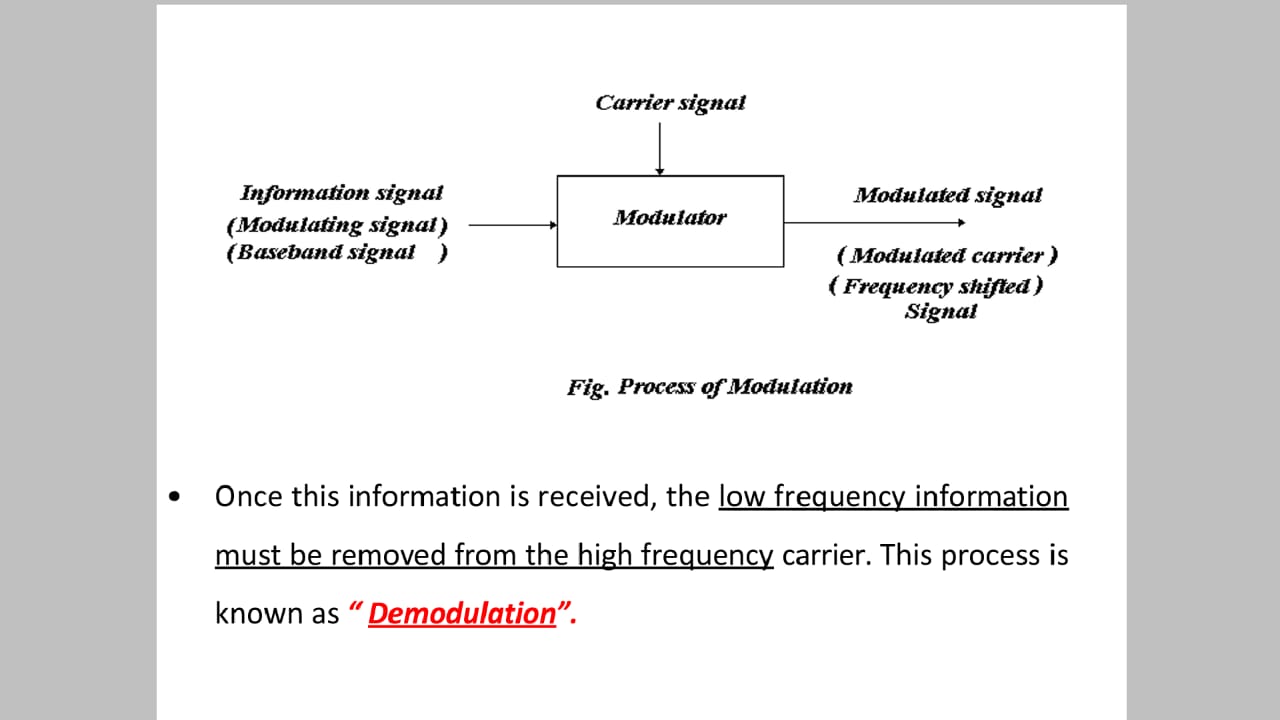 Carrier signal
Information signal
(Modulating signal)
(Baseband signal )
Modulator
Modulated signal
( Modulated carrier )
( Frequency shifted )
Signal
Fig. Process of Modulation
• Once this information is received, the low frequency information
must be removed from the high frequency carrier. This process is
known as “ Demodulation”.